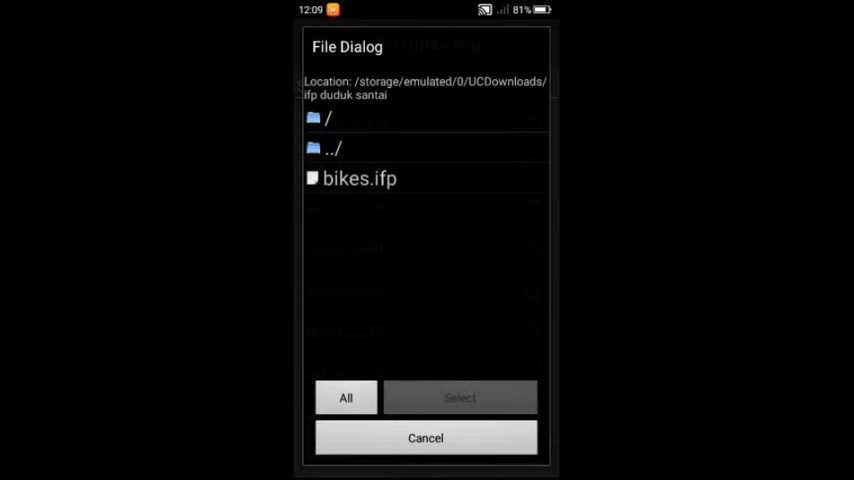 12:09
81%
File Dialog
Location: /storage/emulated/0/UCDownloads/
ifp duduk santai
/
../
bikes.ifp
All
Select
Cancel